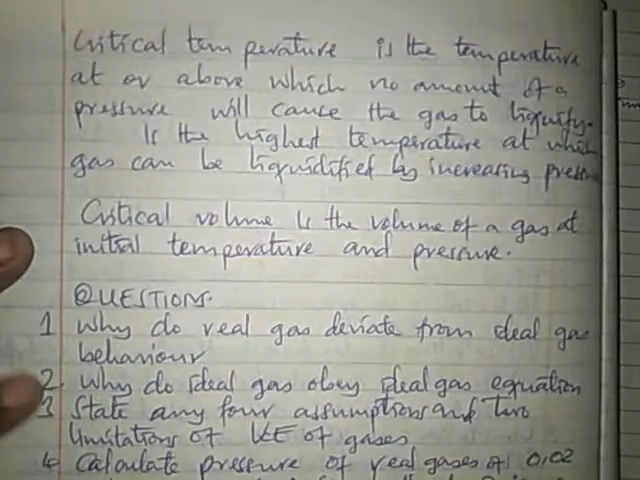 Critical temperature is the temperature
at or above which no amount of a
pressure will cause the gas to liquify.
Is the highest temperature at which
gas can be liquidified by increasing pressure
Critical volume is the volume of a gas at
initial temperature and pressure.
QUESTIONS.
1 Why do real gas deviate from ideal gas
behaviour
2. Why do ideal gas obey ideal gas equation
3 State any four assumptions and two
limitations of KE of gases
4 Calculate pressure of real gases of 0.02